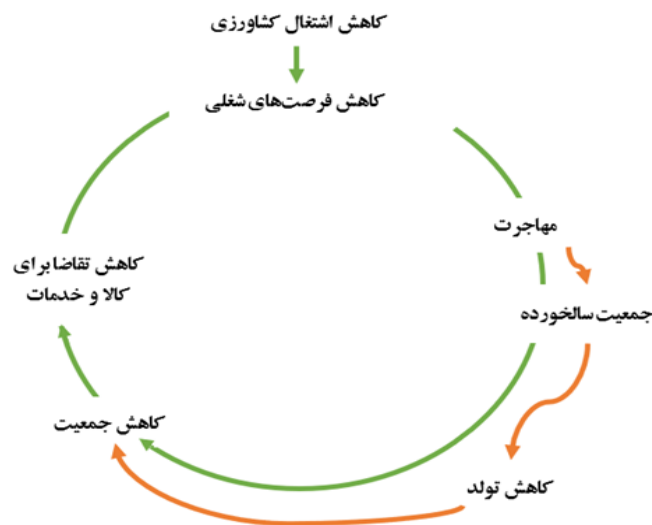 کاهش اشتغال کشاورزی
کاهش فرصت‌های شغلی
مهاجرت
جمعیت سالخورده
کاهش تولد
کاهش جمعیت
کاهش تقاضا برای
کالا و خدمات